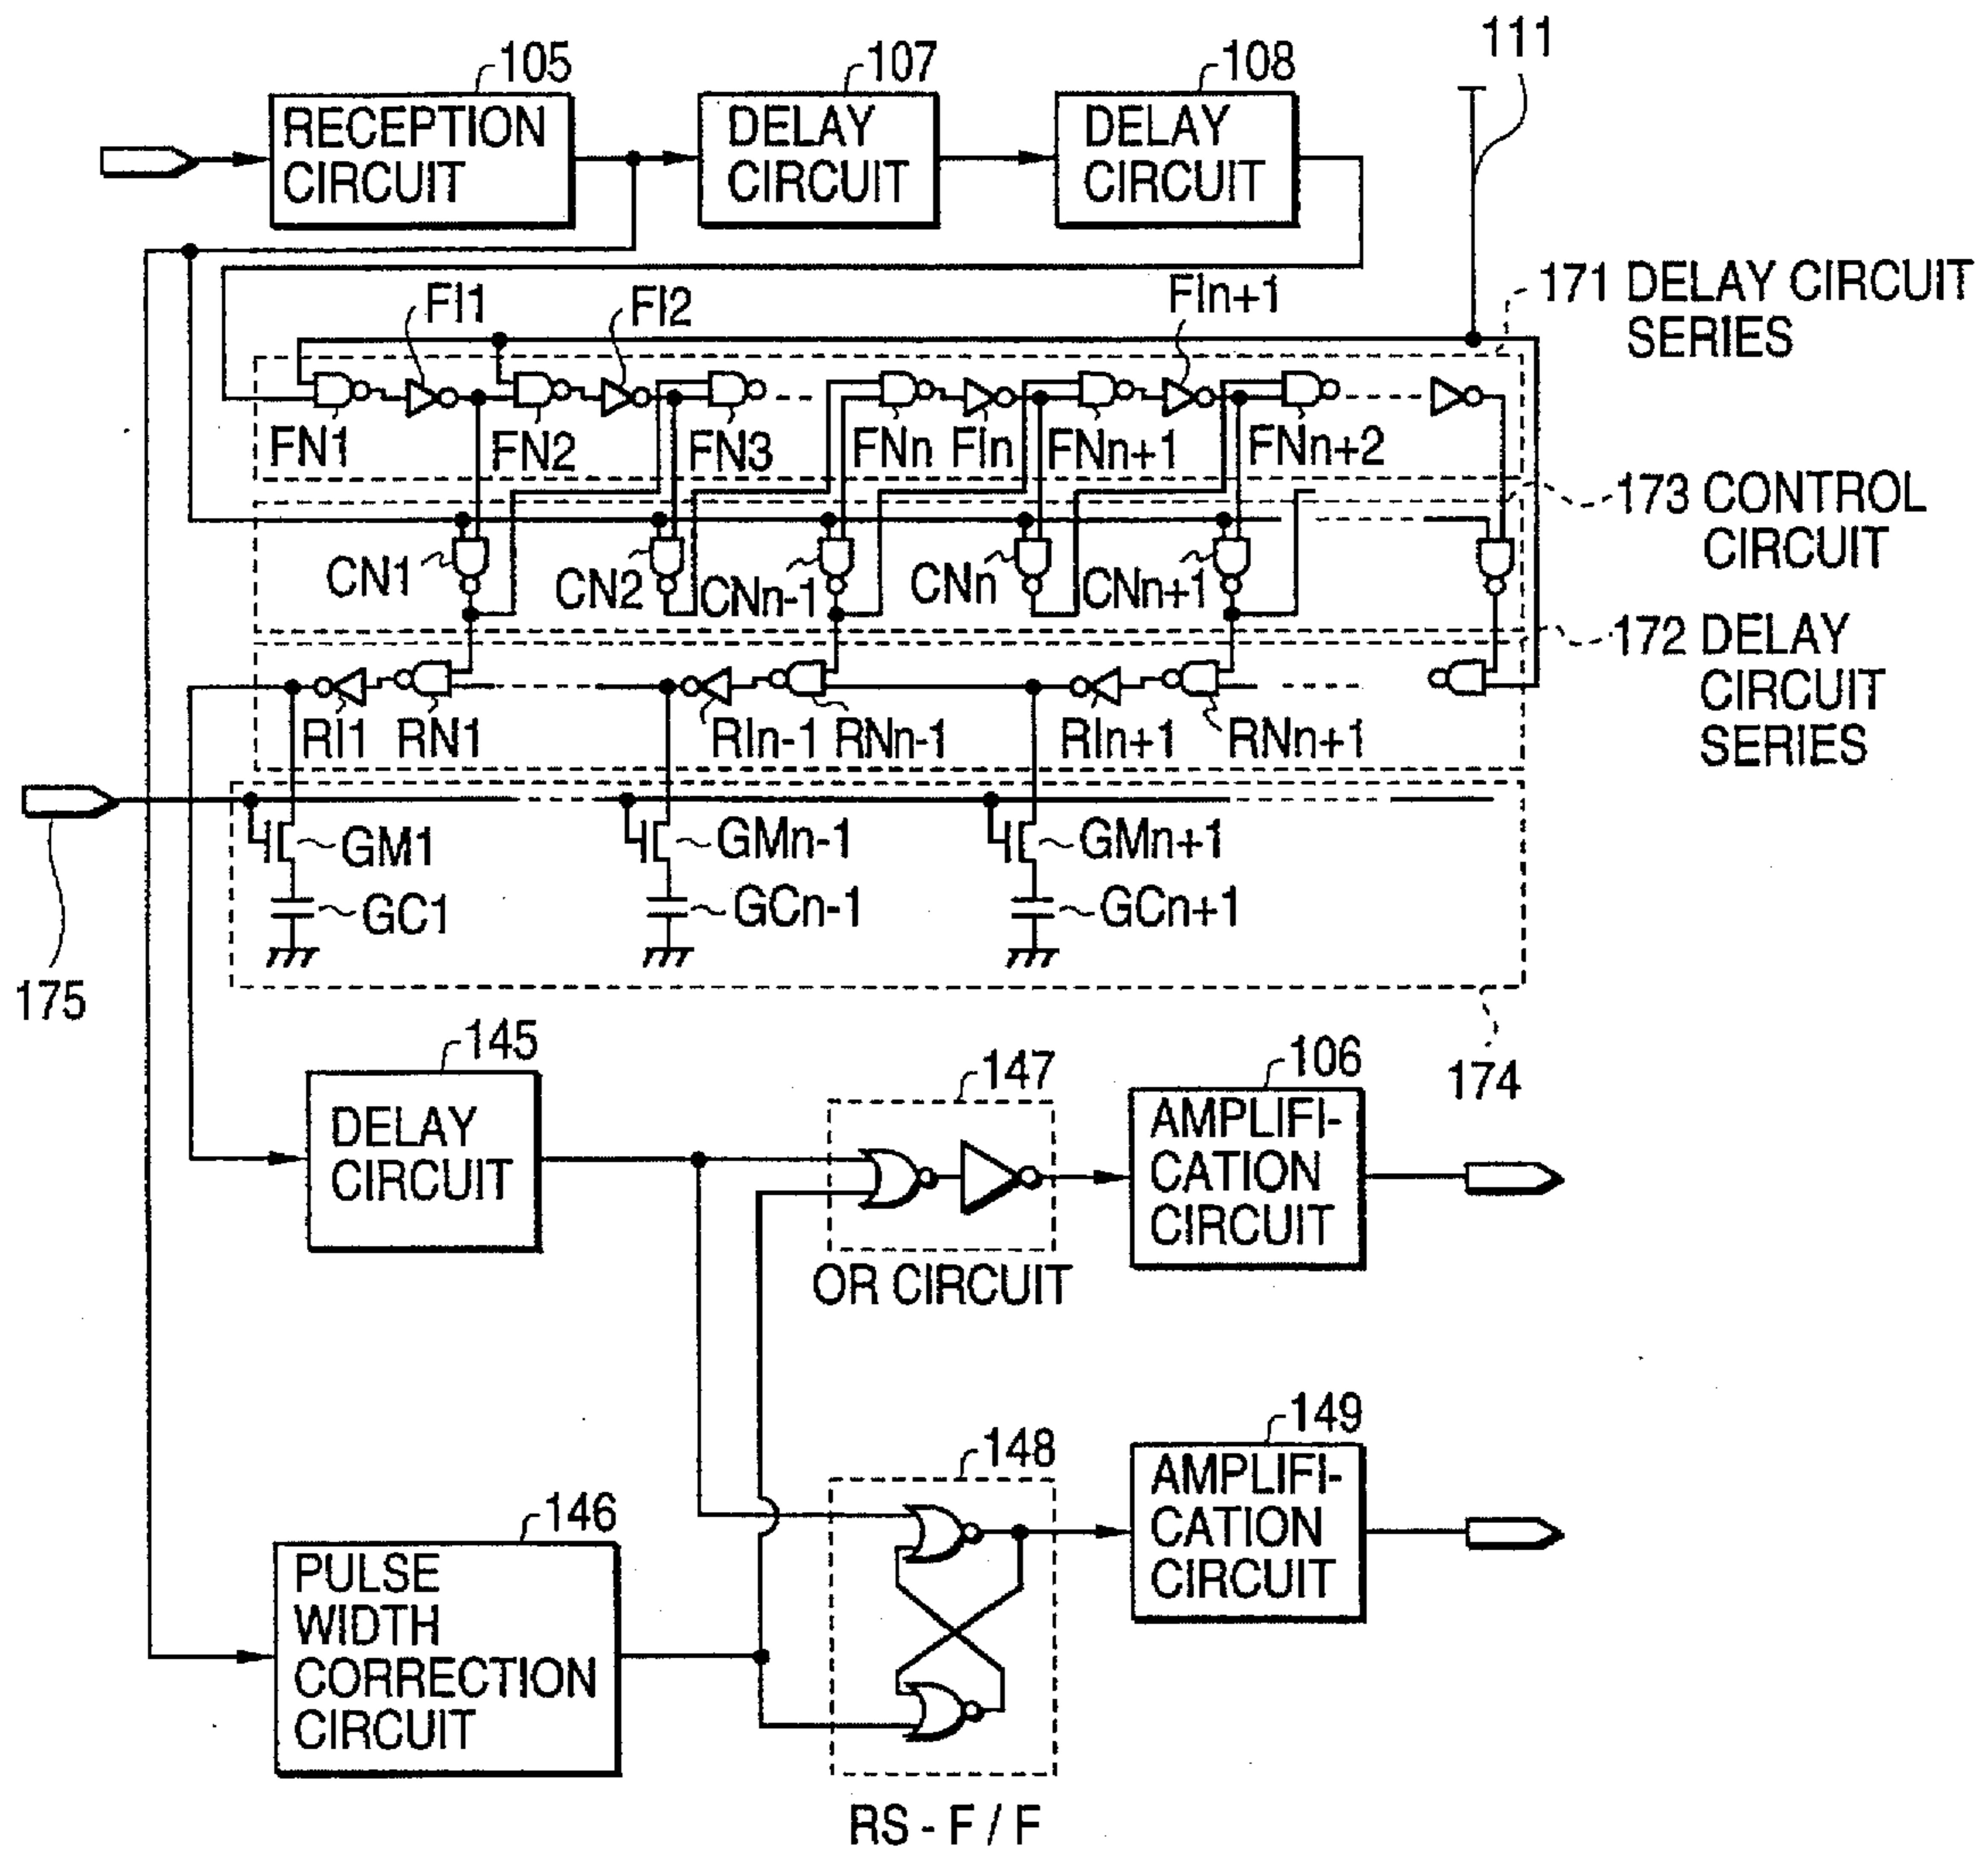 105
107
108
111
RECEPTION
CIRCUIT
DELAY
CIRCUIT
DELAY
CIRCUIT
171 DELAY CIRCUIT
SERIES
FI1
FI2
FIn+1
FN1
FN2
FN3
FNn
FIn
FNn+1
FNn+2
173 CONTROL
CIRCUIT
CN1
CN2
CNn-1
CNn
CNn+1
172 DELAY
CIRCUIT
SERIES
RI1
RN1
RIn-1
RNn-1
RIn+1
RNn+1
GM1
GMn-1
GMn+1
GC1
GCn-1
GCn+1
175
174
145
DELAY
CIRCUIT
147
OR CIRCUIT
106
AMPLIFI-
CATION
CIRCUIT
146
PULSE
WIDTH
CORRECTION
CIRCUIT
148
RS - F / F
149
AMPLIFI-
CATION
CIRCUIT